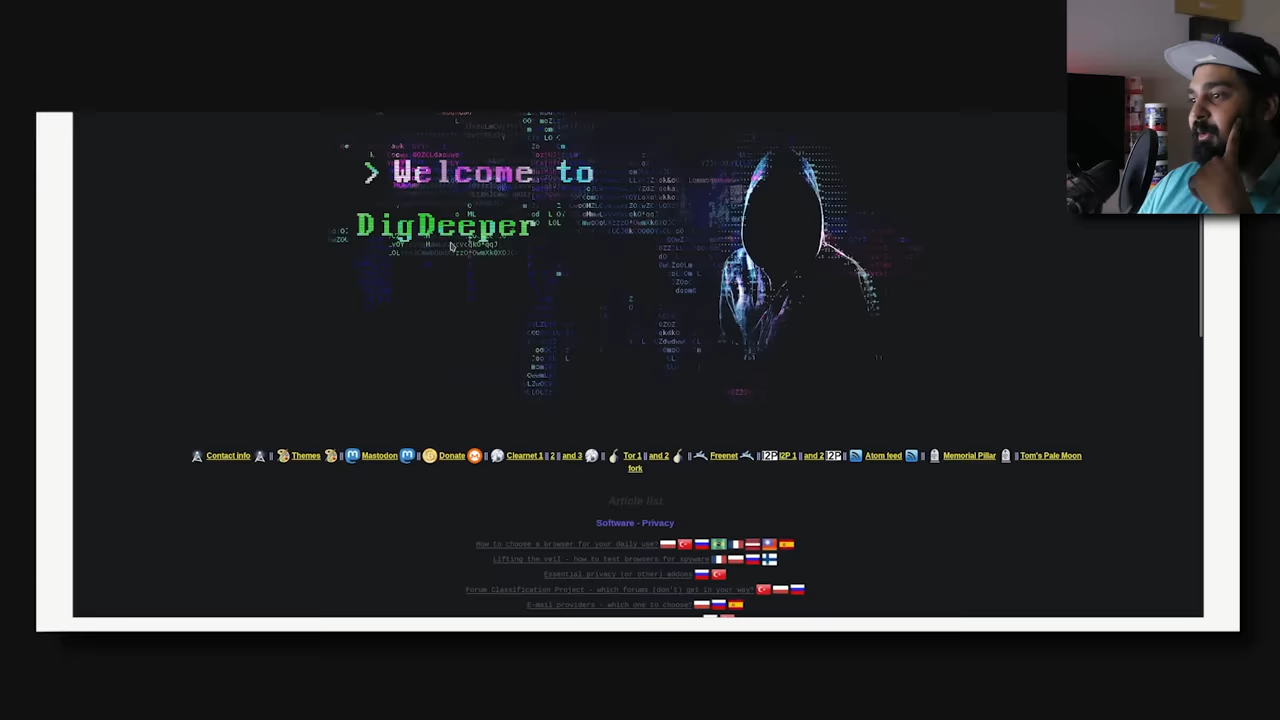 > Welcome to
DigDeeper
Contact info || Themes || Mastodon || Donate || Clearnet 1 || 2 || and 3 || Tor 1 || and 2 || Freenet || I2P I2P 1 || and 2 I2P || Atom feed || Memorial Pillar || Tom's Pale Moon
fork
Article list
Software - Privacy
How to choose a browser for your daily use?
Lifting the veil - how to test browsers for spyware
Essential privacy (or other) addons
Forum Classification Project - which forums (don't) get in your way?
E-mail providers - which one to choose?